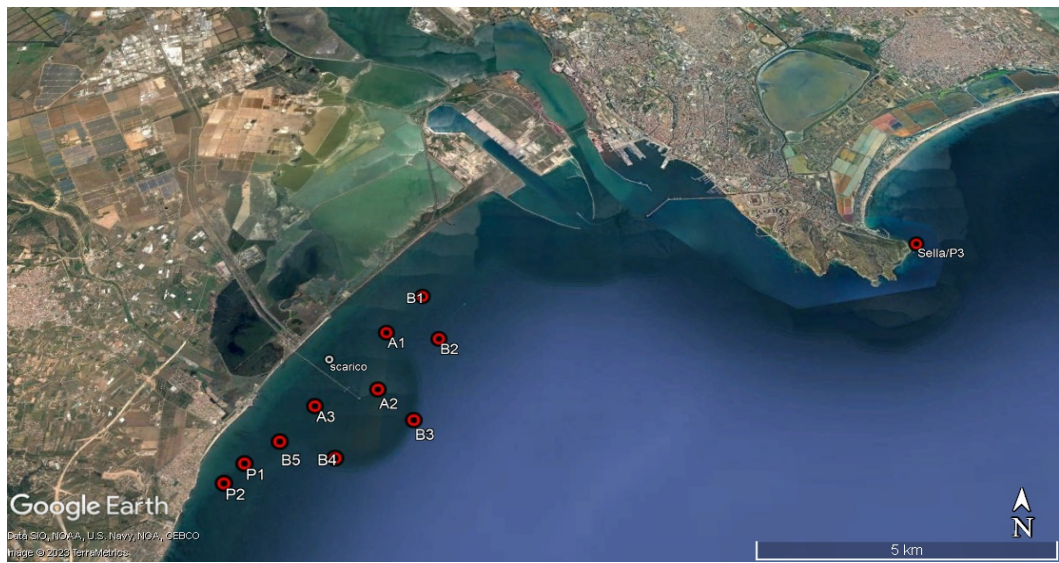 Sella/P3
B1
A1
B2
scarico
A2
A3
B3
B5
B4
P1
P2
Google Earth
Data SIO, NOAA, U.S. Navy, NGA, GEBCO
Image © 2023 TerraMetrics
N
5 km